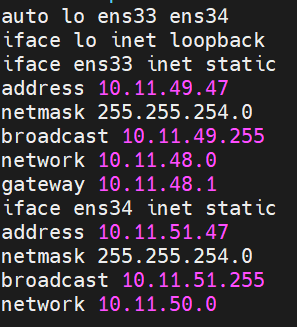 auto lo ens33 ens34
iface lo inet loopback
iface ens33 inet static
address 10.11.49.47
netmask 255.255.254.0
broadcast 10.11.49.255
network 10.11.48.0
gateway 10.11.48.1
iface ens34 inet static
address 10.11.51.47
netmask 255.255.254.0
broadcast 10.11.51.255
network 10.11.50.0